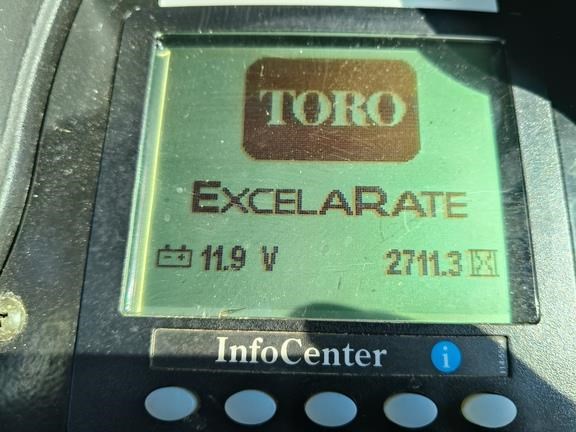 TORO
EXCELARATE
11.9 V 2711.3
InfoCenter i